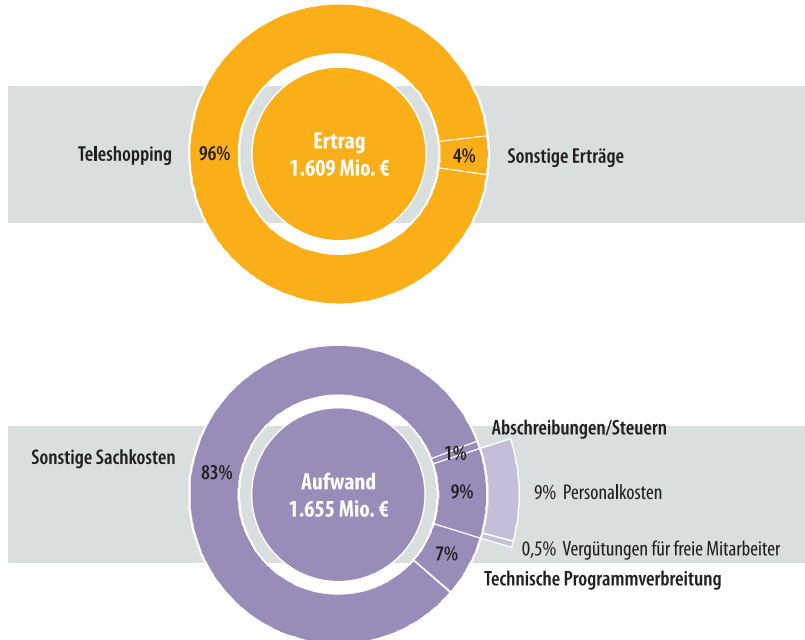 Teleshopping
96%
Ertrag
1.609 Mio. €
4%
Sonstige Erträge
Sonstige Sachkosten
83%
Aufwand
1.655 Mio. €
Abschreibungen/Steuern
1%
9%
9% Personalkosten
0,5% Vergütungen für freie Mitarbeiter
7%
Technische Programmverbreitung